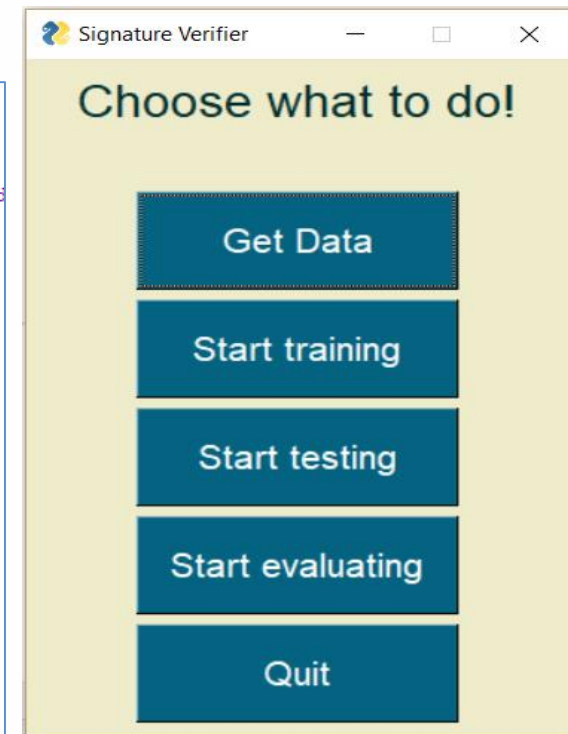 Signature Verifier
Choose what to do!
Get Data
Start training
Start testing
Start evaluating
Quit